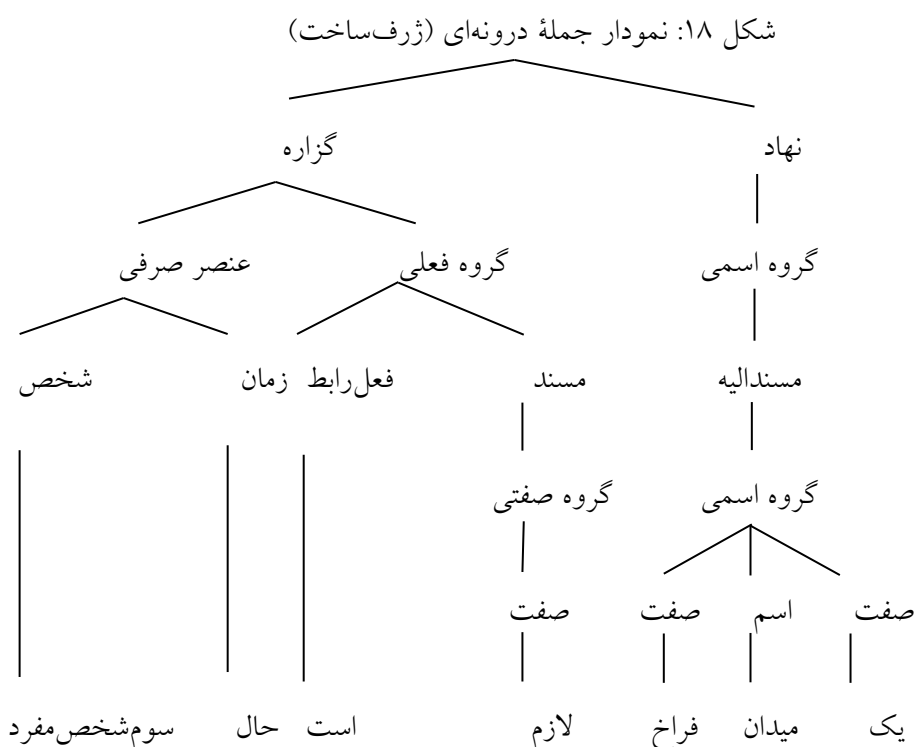 شکل ۱۸: نمودار جملهٔ درونه‌ای (ژرف‌ساخت)
نهاد گزاره
گروه اسمی گروه فعلی عنصر صرفی
مسندالیه مسند فعل‌رابط زمان شخص
گروه اسمی گروه صفتی
صفت اسم صفت صفت
یک میدان فراخ لازم است حال سوم‌شخص‌مفرد